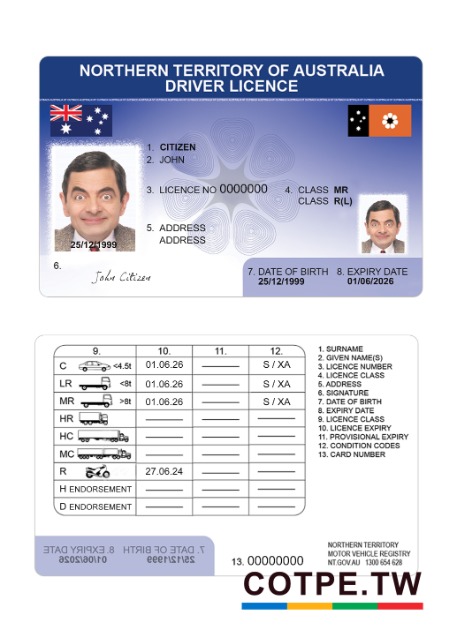 NORTHERN TERRITORY OF AUSTRALIA
DRIVER LICENCE
1. CITIZEN
2. JOHN
3. LICENCE NO 0000000
4. CLASS MR
CLASS R(L)
5. ADDRESS
ADDRESS
25/12/1999
6.
John Citizen
7. DATE OF BIRTH 8. EXPIRY DATE
25/12/1999 01/06/2026
9. 10. 11. 12.
C <4.5t 01.06.26 S / XA
LR <8t 01.06.26 S / XA
MR >8t 01.06.26 S / XA
HR
HC
MC
R 27.06.24
H ENDORSEMENT
D ENDORSEMENT
1. SURNAME
2. GIVEN NAME(S)
3. LICENCE NUMBER
4. LICENCE CLASS
5. ADDRESS
6. SIGNATURE
7. DATE OF BIRTH
8. EXPIRY DATE
9. LICENCE CLASS
10. LICENCE EXPIRY
11. PROVISIONAL EXPIRY
12. CONDITION CODES
13. CARD NUMBER
7. DATE OF BIRTH 8. EXPIRY DATE
25/12/1999 01/06/2026
13. 00000000
NORTHERN TERRITORY
MOTOR VEHICLE REGISTRY
NT.GOV.AU 1300 654 628
COTPE.TW